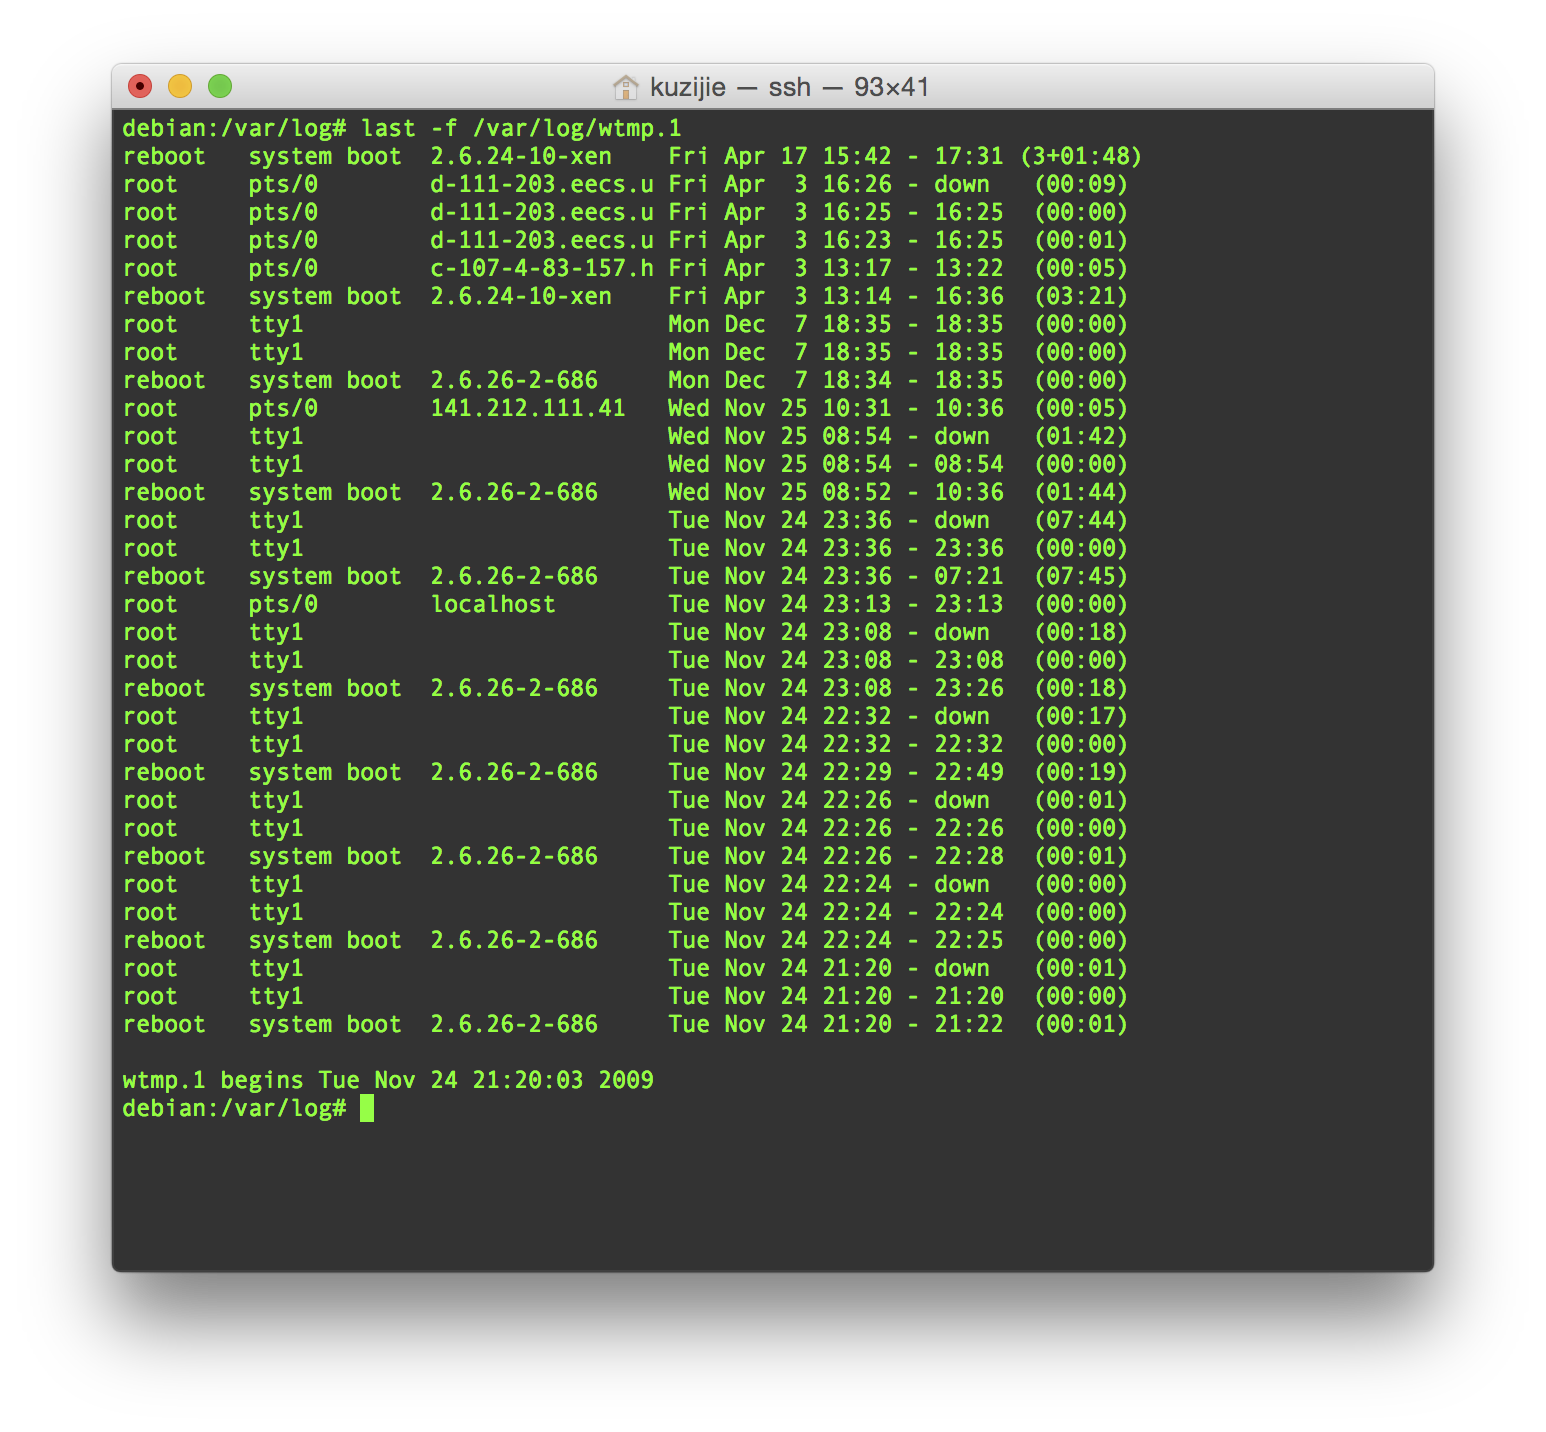 kuzijie — ssh — 93×41
debian:/var/log# last -f /var/log/wtmp.1
reboot   system boot  2.6.24-10-xen    Fri Apr 17 15:42 - 17:31 (3+01:48)
root     pts/0        d-111-203.eecs.u Fri Apr  3 16:26 - down   (00:09)
root     pts/0        d-111-203.eecs.u Fri Apr  3 16:25 - 16:25  (00:00)
root     pts/0        d-111-203.eecs.u Fri Apr  3 16:23 - 16:25  (00:01)
root     pts/0        c-107-4-83-157.h Fri Apr  3 13:17 - 13:22  (00:05)
reboot   system boot  2.6.24-10-xen    Fri Apr  3 13:14 - 16:36  (03:21)
root     tty1                          Mon Dec  7 18:35 - 18:35  (00:00)
root     tty1                          Mon Dec  7 18:35 - 18:35  (00:00)
reboot   system boot  2.6.26-2-686     Mon Dec  7 18:34 - 18:35  (00:00)
root     pts/0        141.212.111.41   Wed Nov 25 10:31 - 10:36  (00:05)
root     tty1                          Wed Nov 25 08:54 - down   (01:42)
root     tty1                          Wed Nov 25 08:54 - 08:54  (00:00)
reboot   system boot  2.6.26-2-686     Wed Nov 25 08:52 - 10:36  (01:44)
root     tty1                          Tue Nov 24 23:36 - down   (07:44)
root     tty1                          Tue Nov 24 23:36 - 23:36  (00:00)
reboot   system boot  2.6.26-2-686     Tue Nov 24 23:36 - 07:21  (07:45)
root     pts/0        localhost        Tue Nov 24 23:13 - 23:13  (00:00)
root     tty1                          Tue Nov 24 23:08 - down   (00:18)
root     tty1                          Tue Nov 24 23:08 - 23:08  (00:00)
reboot   system boot  2.6.26-2-686     Tue Nov 24 23:08 - 23:26  (00:18)
root     tty1                          Tue Nov 24 22:32 - down   (00:17)
root     tty1                          Tue Nov 24 22:32 - 22:32  (00:00)
reboot   system boot  2.6.26-2-686     Tue Nov 24 22:29 - 22:49  (00:19)
root     tty1                          Tue Nov 24 22:26 - down   (00:01)
root     tty1                          Tue Nov 24 22:26 - 22:26  (00:00)
reboot   system boot  2.6.26-2-686     Tue Nov 24 22:26 - 22:28  (00:01)
root     tty1                          Tue Nov 24 22:24 - down   (00:00)
root     tty1                          Tue Nov 24 22:24 - 22:24  (00:00)
reboot   system boot  2.6.26-2-686     Tue Nov 24 22:24 - 22:25  (00:00)
root     tty1                          Tue Nov 24 21:20 - down   (00:01)
root     tty1                          Tue Nov 24 21:20 - 21:20  (00:00)
reboot   system boot  2.6.26-2-686     Tue Nov 24 21:20 - 21:22  (00:01)

wtmp.1 begins Tue Nov 24 21:20:03 2009
debian:/var/log#